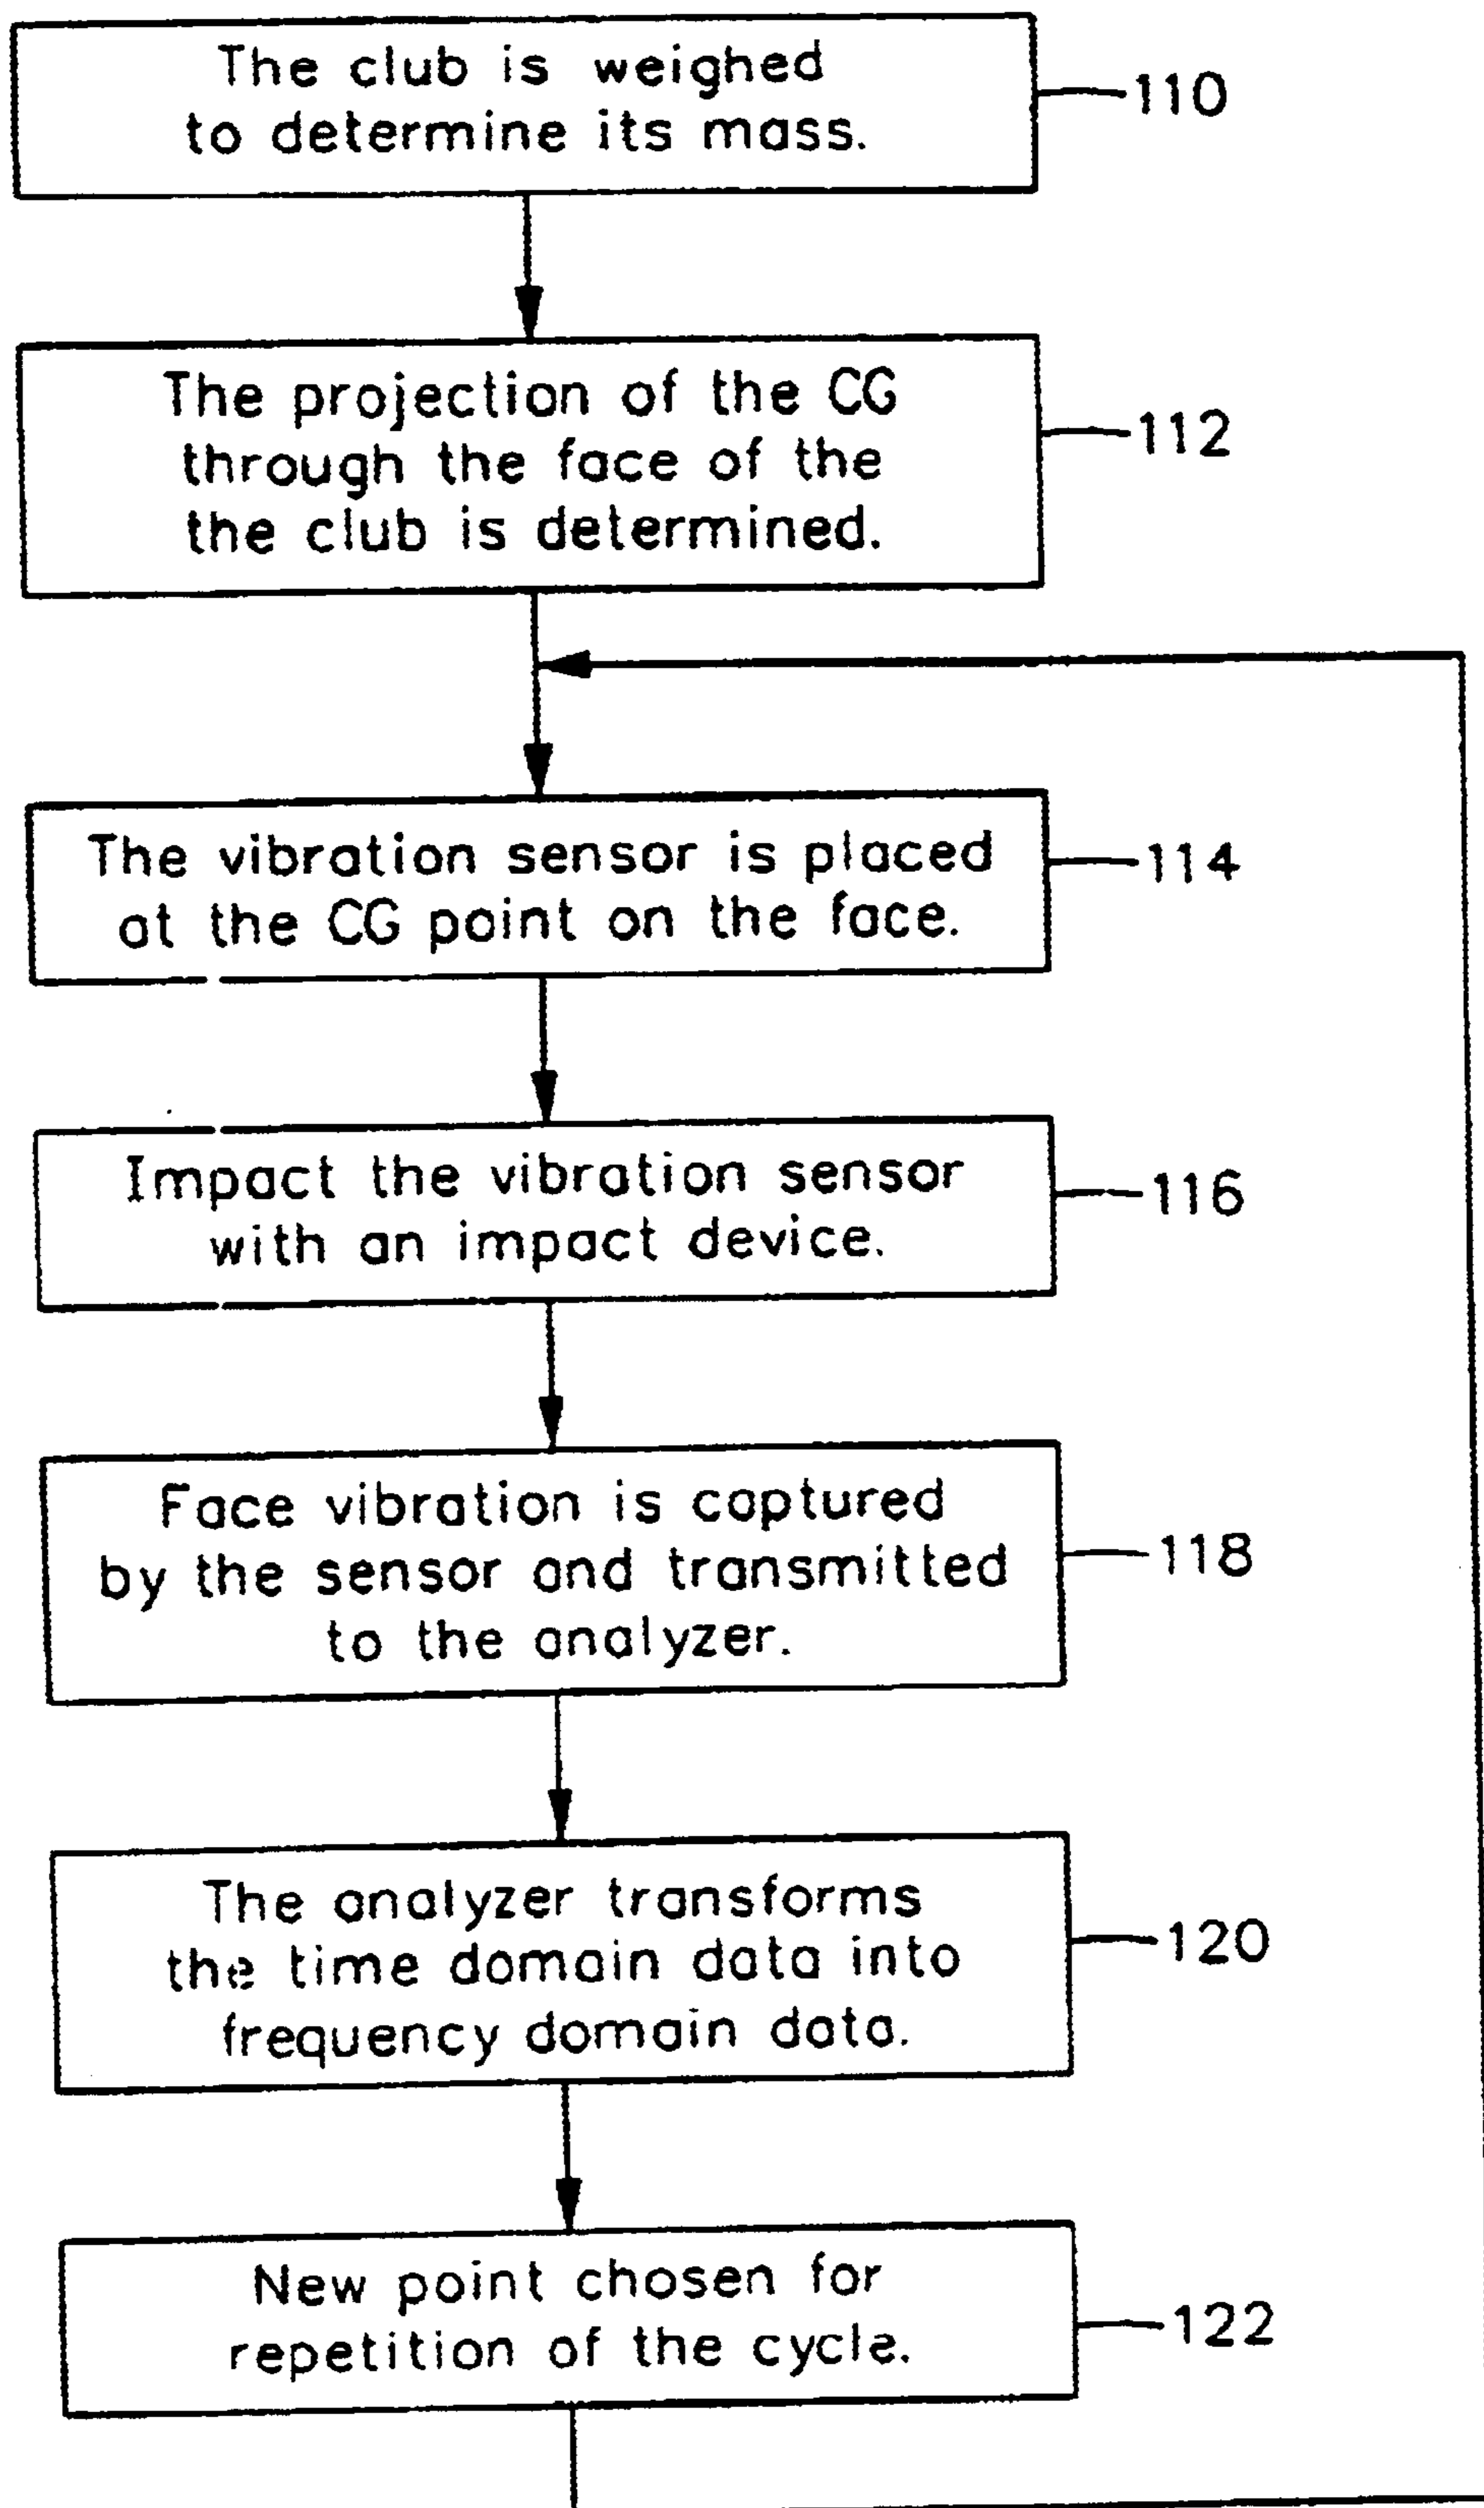 The club is weighed
to determine its mass.
110
The projection of the CG
through the face of the
the club is determined.
112
The vibration sensor is placed
at the CG point on the face.
114
Impact the vibration sensor
with an impact device.
116
Face vibration is captured
by the sensor and transmitted
to the analyzer.
118
The analyzer transforms
the time domain data into
frequency domain data.
120
New point chosen for
repetition of the cycle.
122